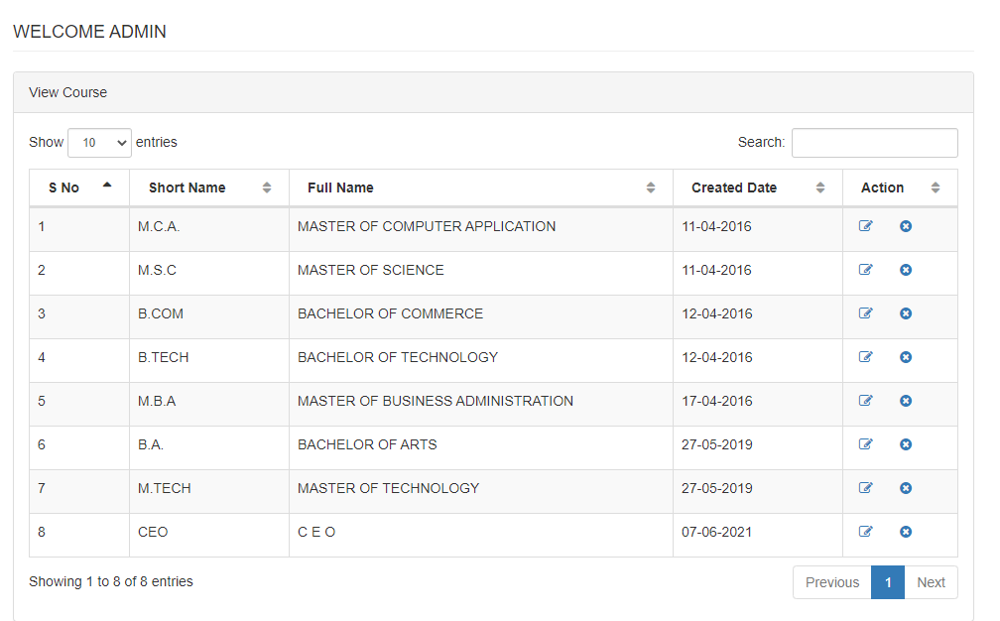 WELCOME ADMIN
View Course
Show 10 entries Search:
S No Short Name Full Name Created Date Action
1 M.C.A. MASTER OF COMPUTER APPLICATION 11-04-2016
2 M.S.C MASTER OF SCIENCE 11-04-2016
3 B.COM BACHELOR OF COMMERCE 12-04-2016
4 B.TECH BACHELOR OF TECHNOLOGY 12-04-2016
5 M.B.A MASTER OF BUSINESS ADMINISTRATION 17-04-2016
6 B.A. BACHELOR OF ARTS 27-05-2019
7 M.TECH MASTER OF TECHNOLOGY 27-05-2019
8 CEO C E O 07-06-2021
Showing 1 to 8 of 8 entries Previous 1 Next